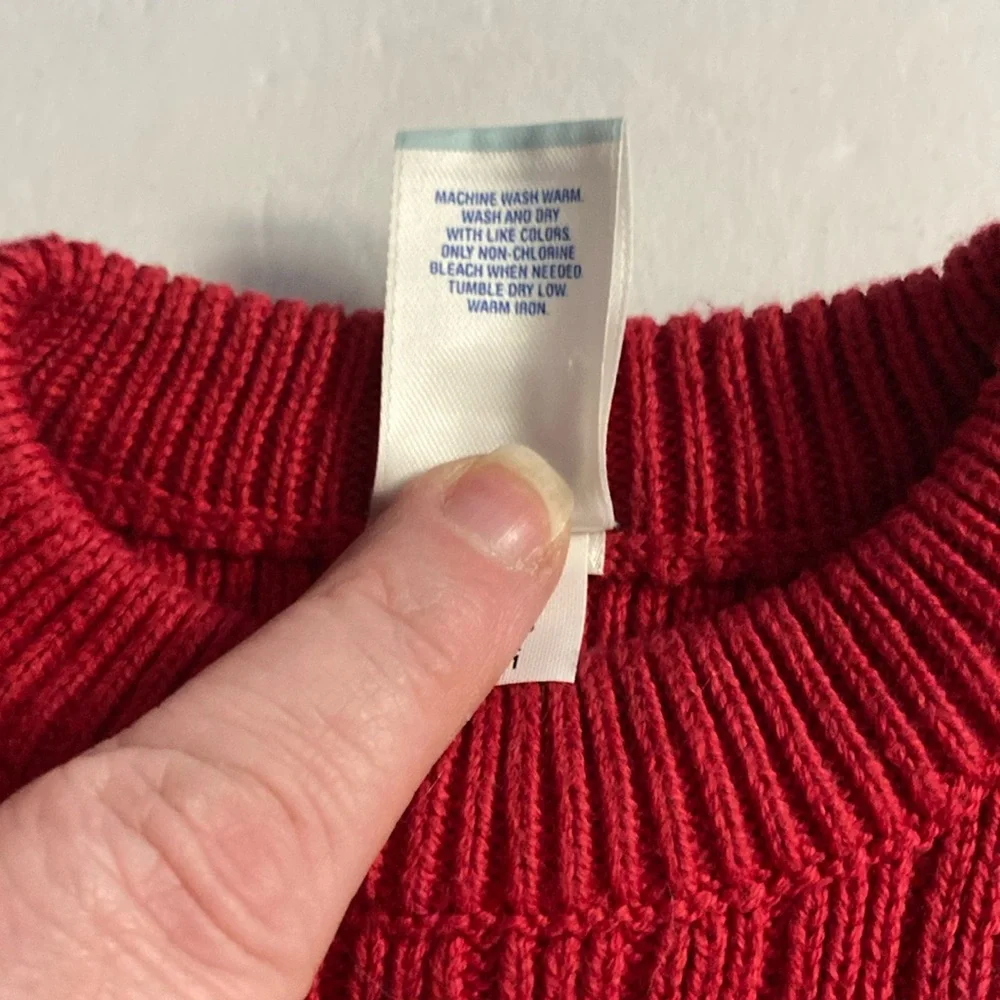 MACHINE WASH WARM.
WASH AND DRY
WITH LIKE COLORS.
ONLY NON-CHLORINE
BLEACH WHEN NEEDED.
TUMBLE DRY LOW.
WARM IRON.